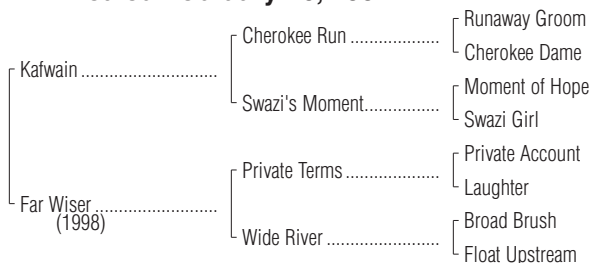 Runaway Groom
Cherokee Run
Cherokee Dame
Kafwain
Moment of Hope
Swazi's Moment
Swazi Girl
Private Account
Private Terms
Laughter
Far Wiser
(1998)
Broad Brush
Wide River
Float Upstream